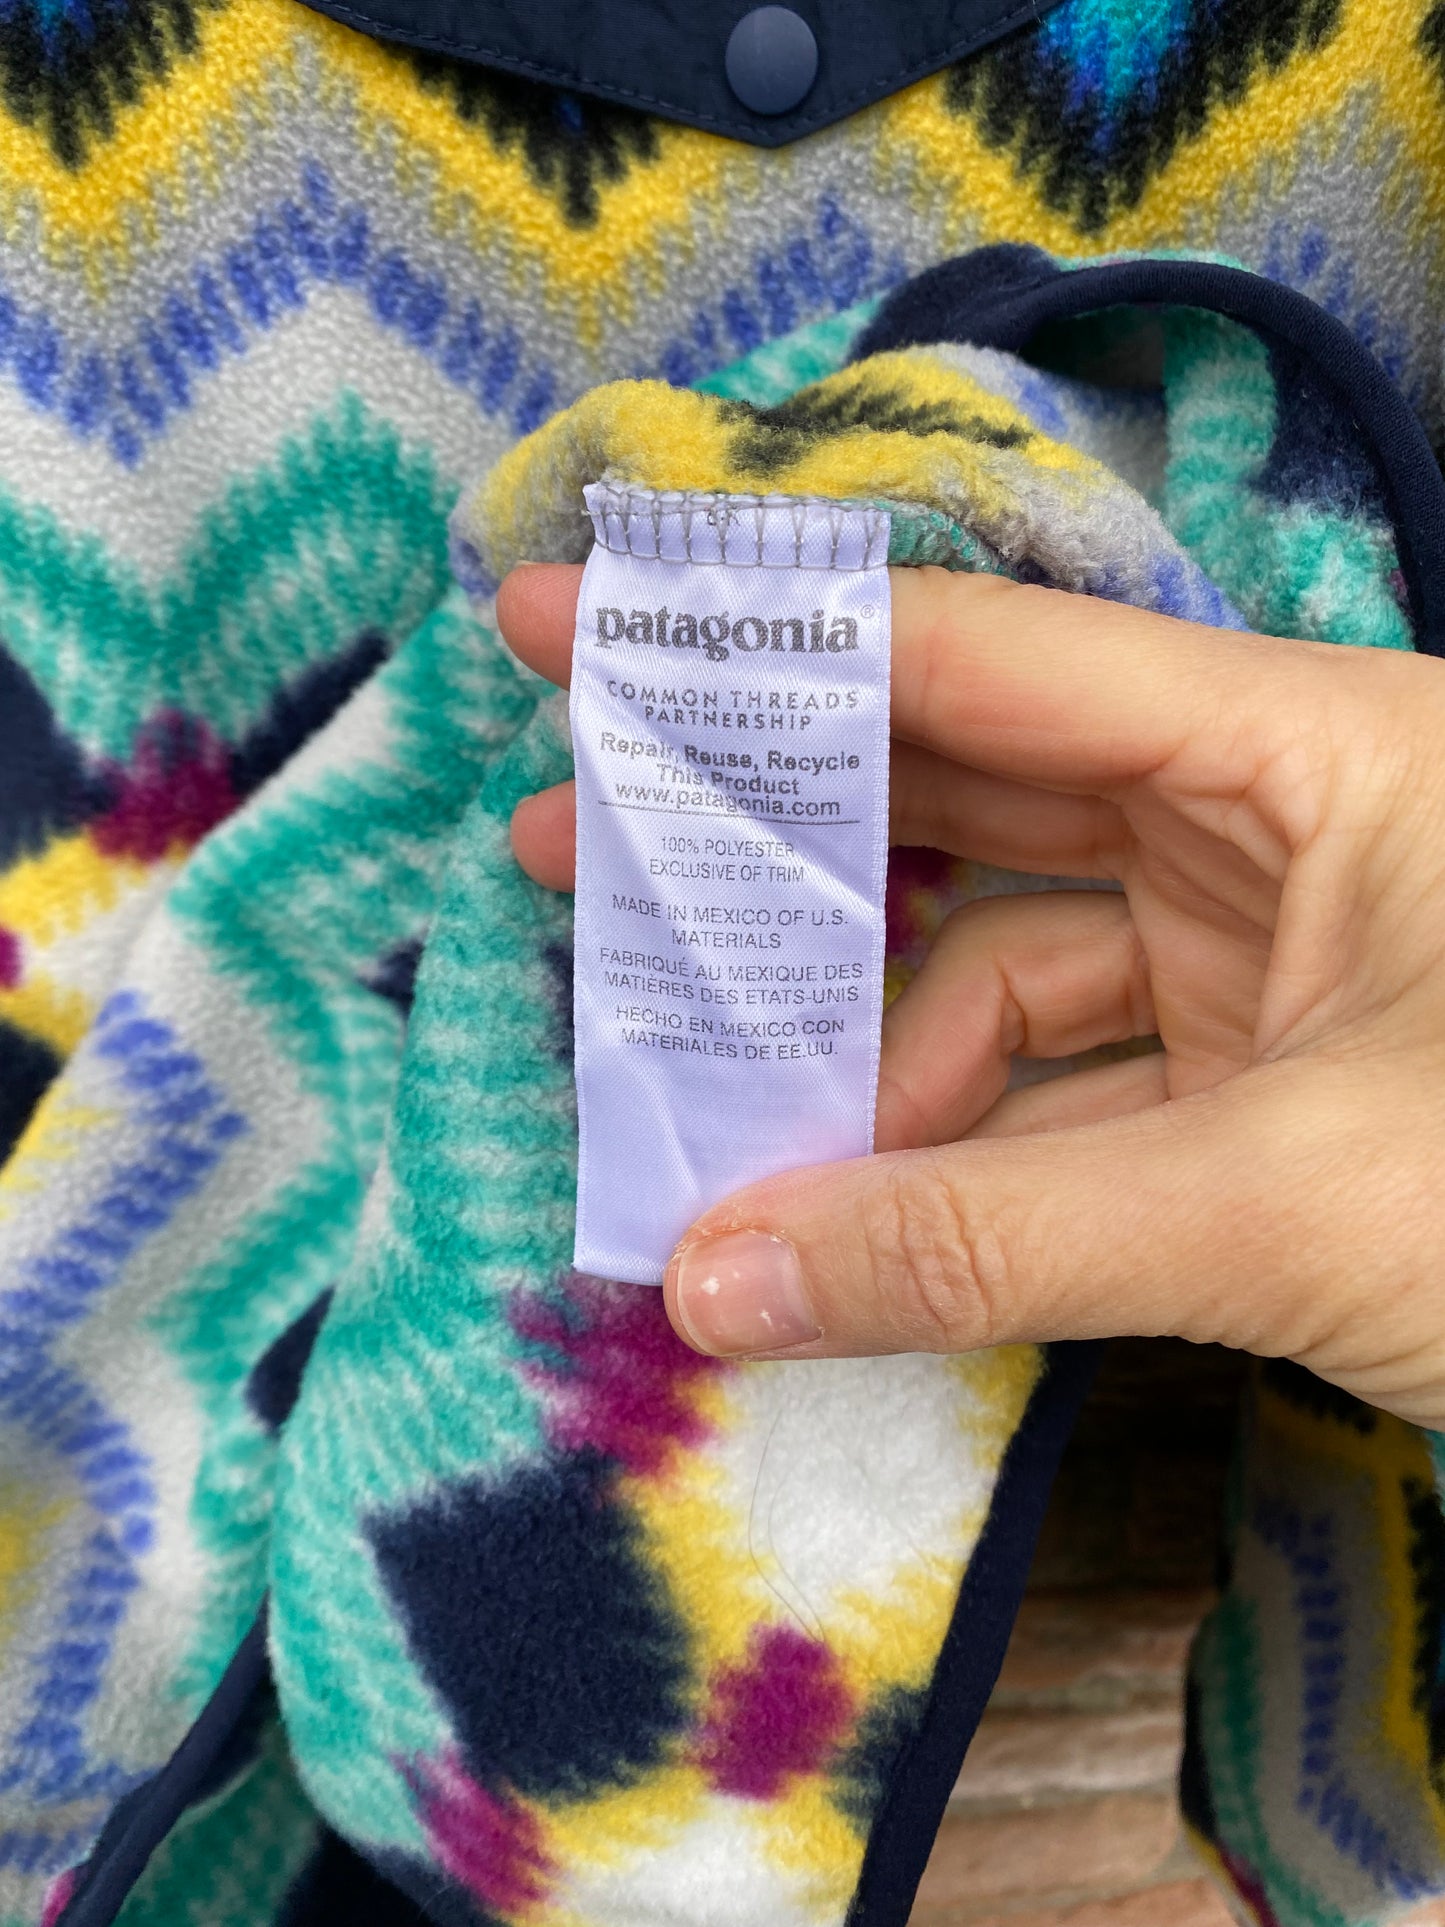 patagonia®
COMMON THREADS
PARTNERSHIP
Repair, Reuse, Recycle
This Product
www.patagonia.com
100% POLYESTER
EXCLUSIVE OF TRIM
MADE IN MEXICO OF U.S.
MATERIALS
FABRIQUÉ AU MEXIQUE DES
MATIÈRES DES ETATS-UNIS
HECHO EN MEXICO CON
MATERIALES DE EE.UU.